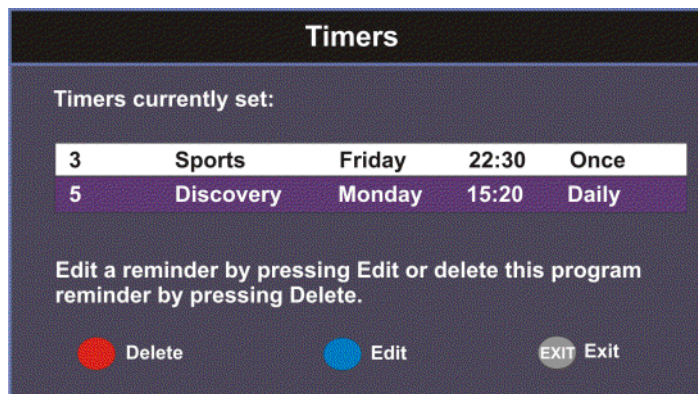 Timers
Timers currently set:
3 Sports Friday 22:30 Once
5 Discovery Monday 15:20 Daily
Edit a reminder by pressing Edit or delete this program
reminder by pressing Delete.
Delete Edit EXIT Exit